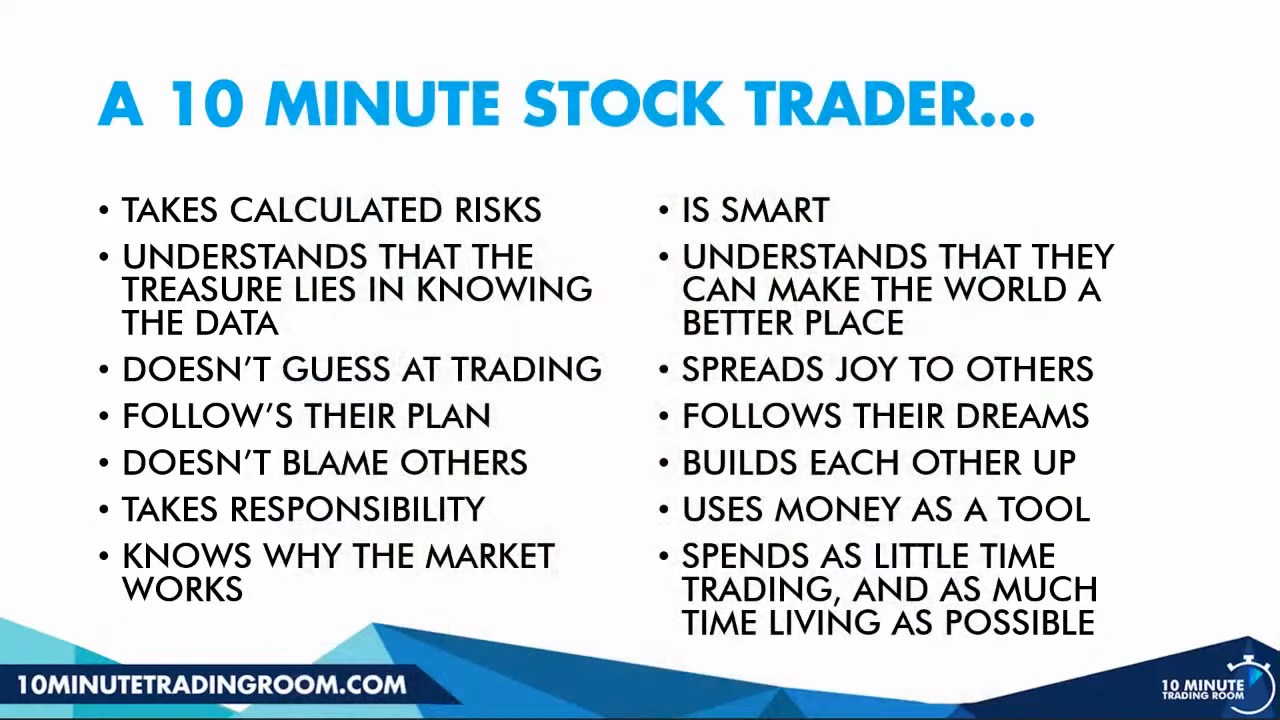 A 10 MINUTE STOCK TRADER...
• TAKES CALCULATED RISKS
• UNDERSTANDS THAT THE
TREASURE LIES IN KNOWING
THE DATA
• DOESN'T GUESS AT TRADING
• FOLLOW'S THEIR PLAN
• DOESN'T BLAME OTHERS
• TAKES RESPONSIBILITY
• KNOWS WHY THE MARKET
WORKS
• IS SMART
• UNDERSTANDS THAT THEY
CAN MAKE THE WORLD A
BETTER PLACE
• SPREADS JOY TO OTHERS
• FOLLOWS THEIR DREAMS
• BUILDS EACH OTHER UP
• USES MONEY AS A TOOL
• SPENDS AS LITTLE TIME
TRADING, AND AS MUCH
TIME LIVING AS POSSIBLE
10MINUTETRADINGROOM.COM
10 MINUTE
TRADING ROOM